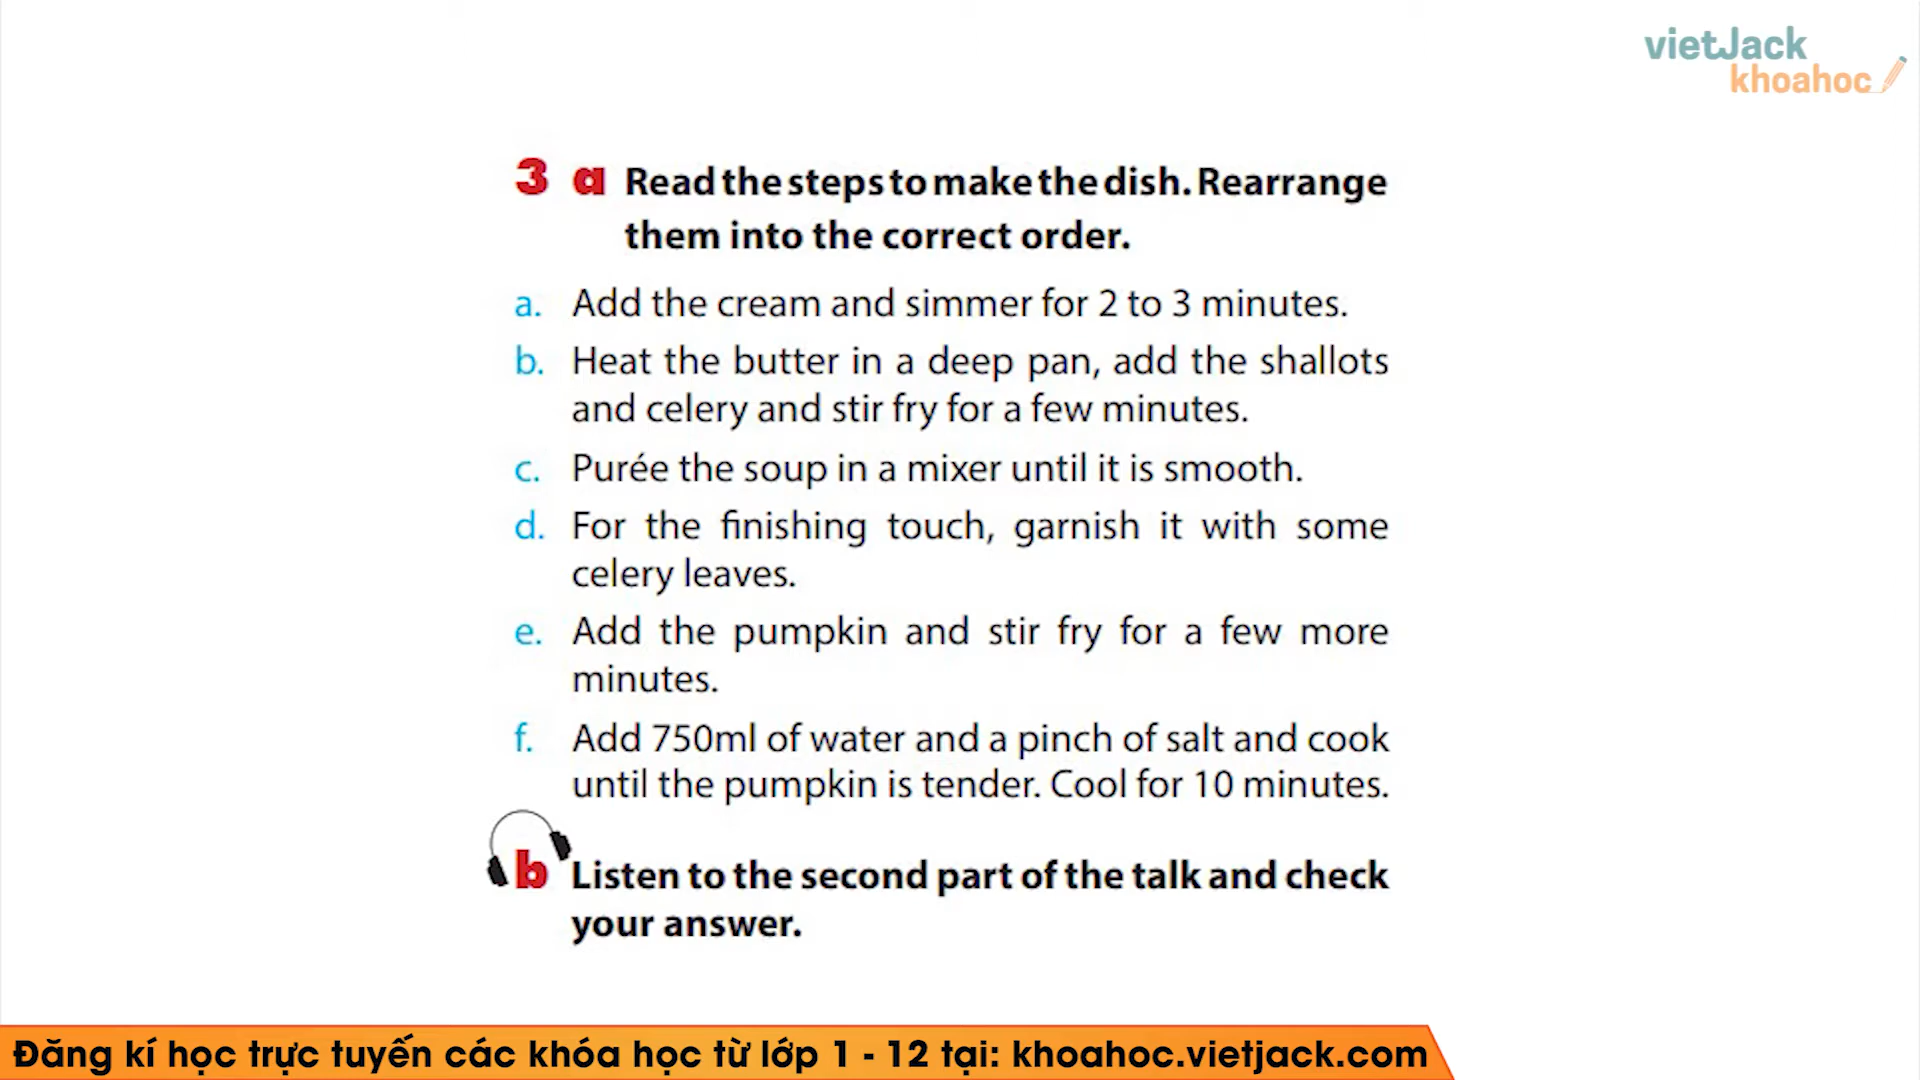 vietJack
khoahoc
3 a Read the steps to make the dish. Rearrange
them into the correct order.
a. Add the cream and simmer for 2 to 3 minutes.
b. Heat the butter in a deep pan, add the shallots
and celery and stir fry for a few minutes.
c. Purée the soup in a mixer until it is smooth.
d. For the finishing touch, garnish it with some
celery leaves.
e. Add the pumpkin and stir fry for a few more
minutes.
f. Add 750ml of water and a pinch of salt and cook
until the pumpkin is tender. Cool for 10 minutes.
b Listen to the second part of the talk and check
your answer.
Đăng kí học trực tuyến các khóa học từ lớp 1 - 12 tại: khoahoc.vietjack.com